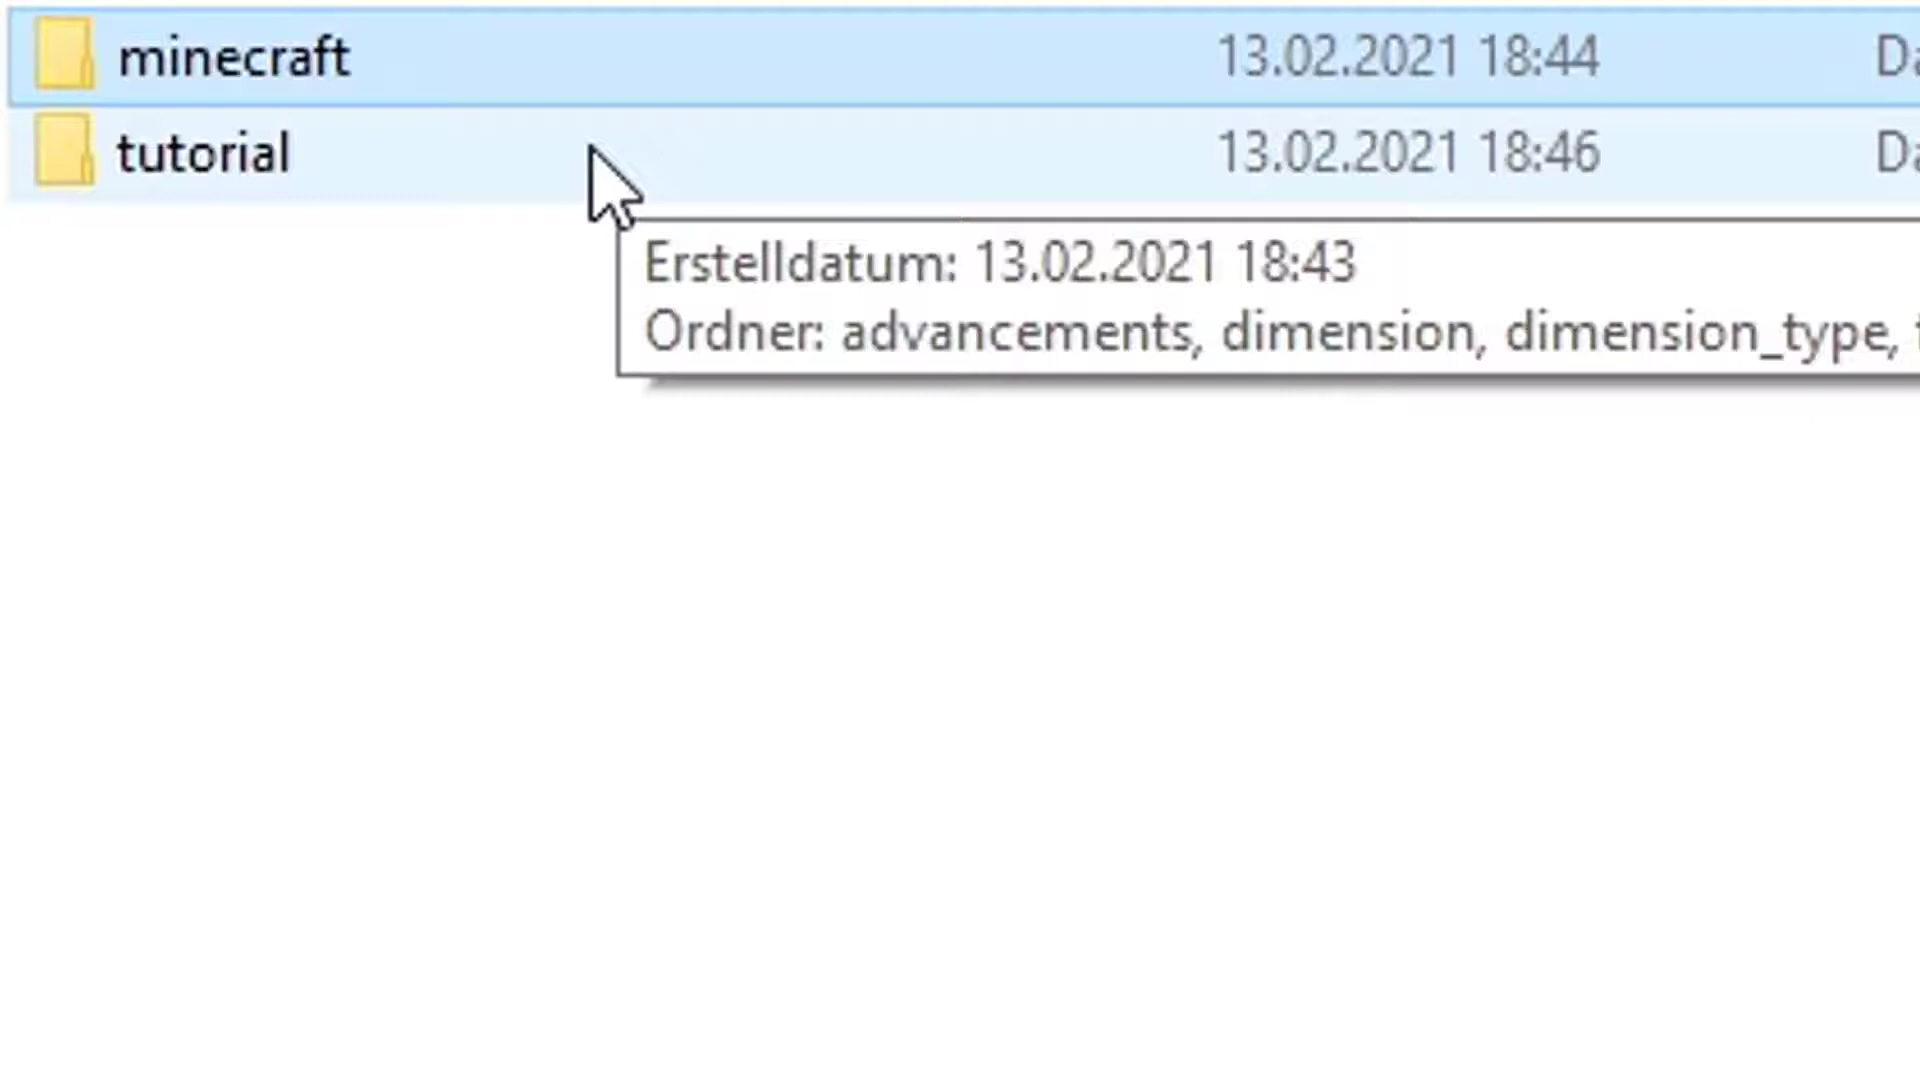 minecraft 13.02.2021 18:44
tutorial 13.02.2021 18:46
Erstelldatum: 13.02.2021 18:43
Ordner: advancements, dimension, dimension_type,